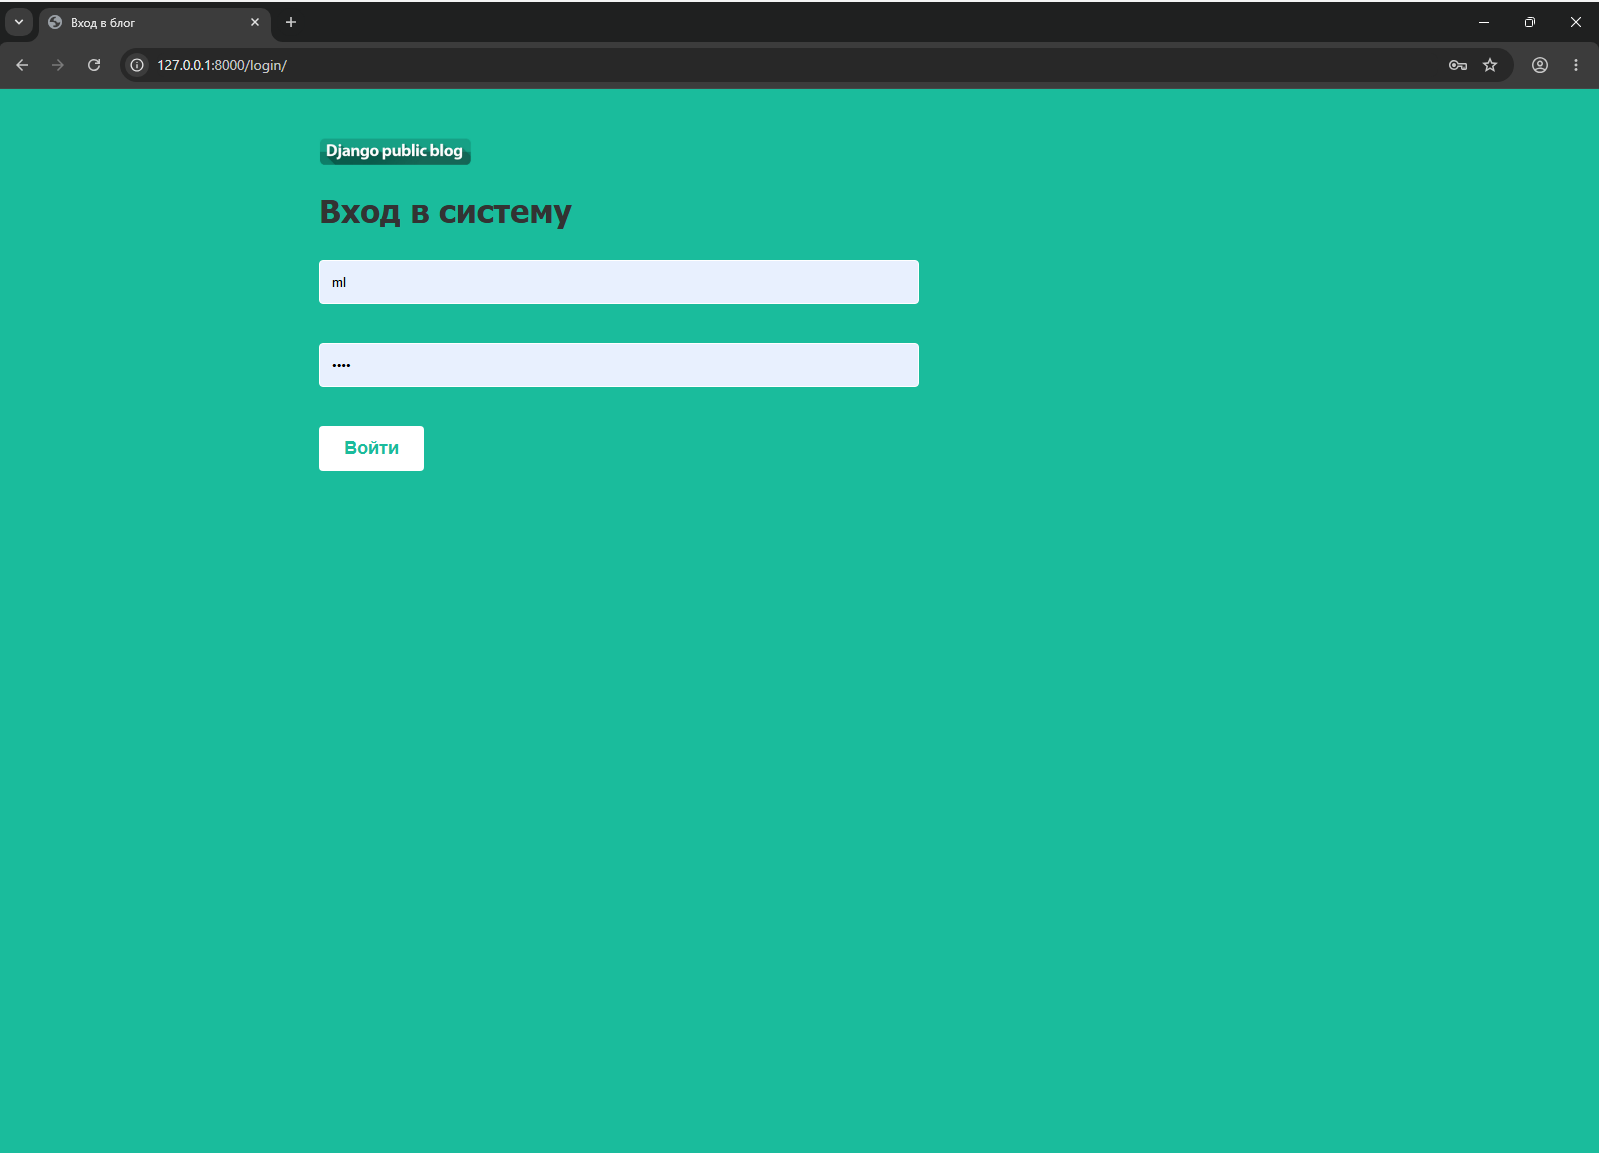 Вход в блог
127.0.0.1:8000/login/
Django public blog
Вход в систему
ml
••••
Войти